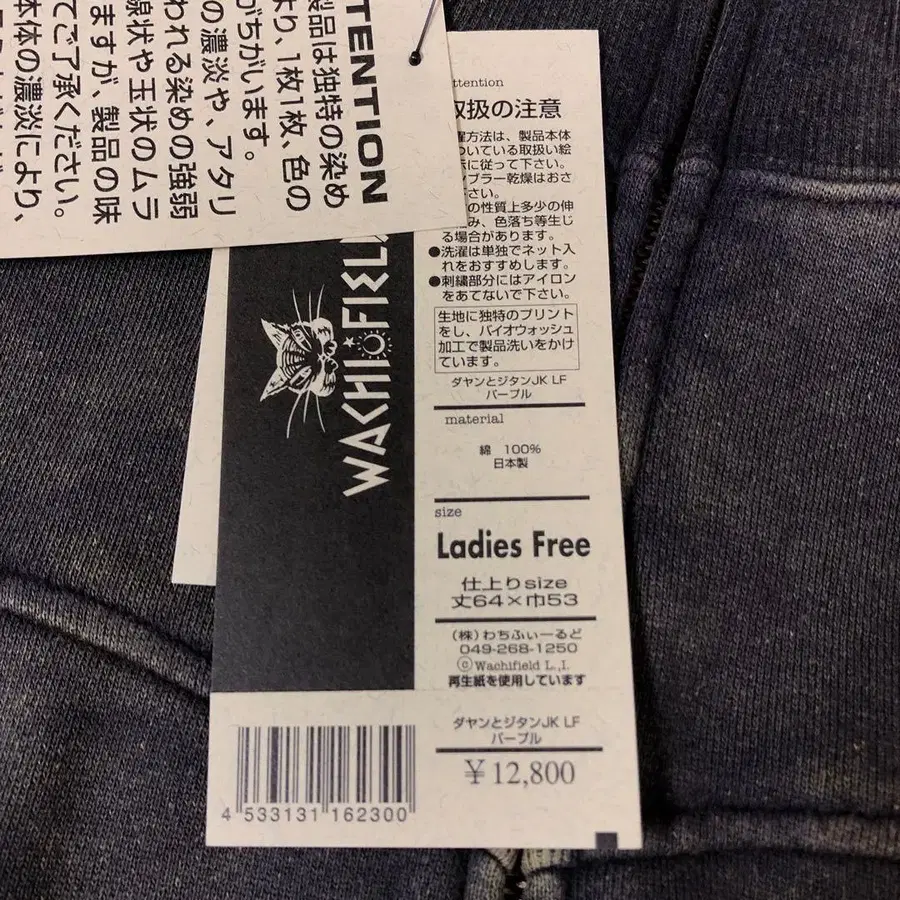 TENTION
製品は独特の染め
より、1枚1枚、色の
がちがいます。
の濃淡や、アタリ
われる染めの強弱
線状や玉状のムラ
ますが、製品の味
てご了承ください。
体の濃淡により、
WACHIFIEL
ttention
取扱の注意
濯方法は、製品本体
ついている取扱い絵
示に従って下さい。
ンブラー乾燥はおさ
下さい。
の性質上多少の伸
み、色落ち等生じ
る場合があります。
●洗濯は単独でネット入
れをおすすめします。
●刺繍部分にはアイロン
をあてないで下さい。
生地に独特のプリント
をし、バイオウォッシュ
加工で製品洗いをかけ
ています。
ダヤンとジタンJK LF
パープル
material
綿 100%
日本製
size
Ladies Free
仕上りsize
丈64×巾53
(株)わちふぃーるど
049-268-1250
©Wachifield L.,I.
再生紙を使用しています
ダヤンとジタンJK LF
パープル
¥12,800
4 533131 162300